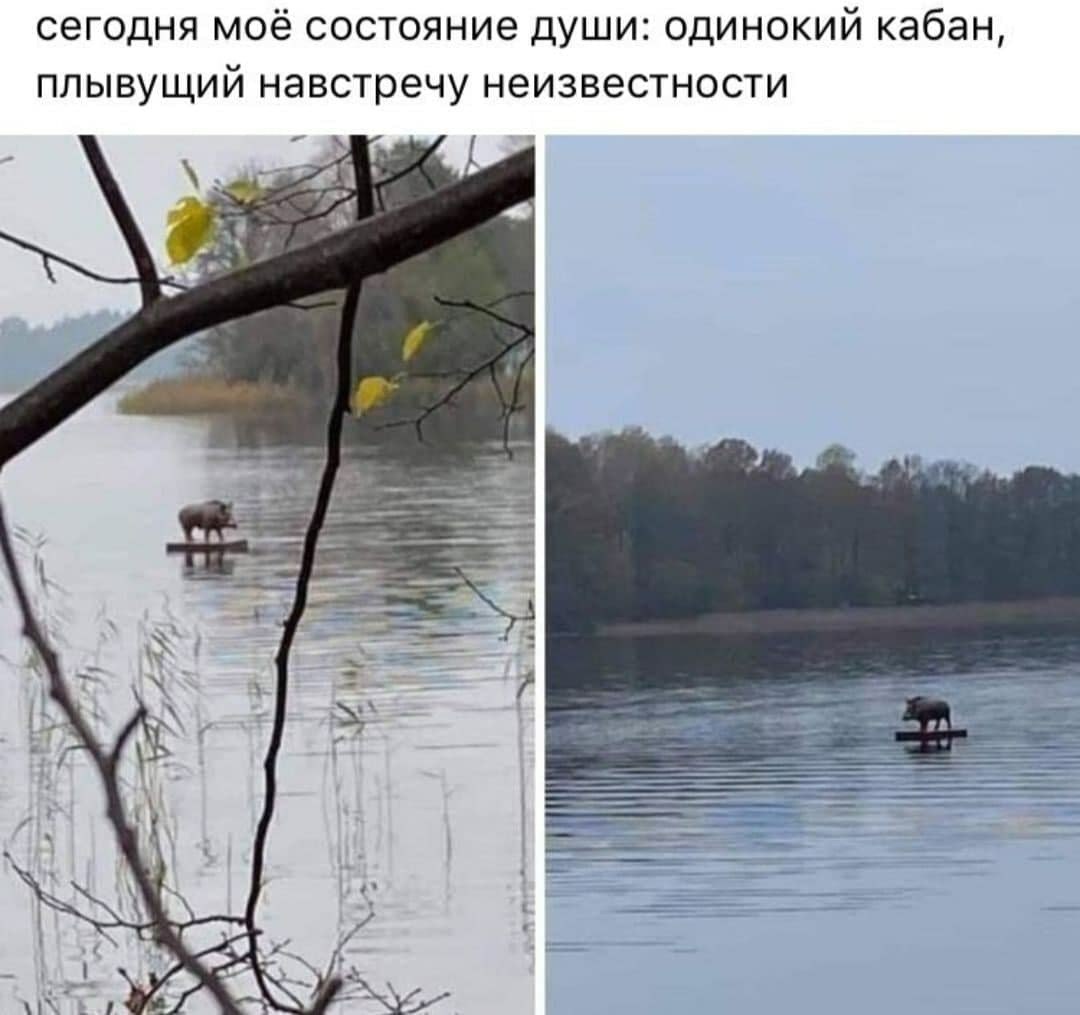 сегодня моё состояние души: одинокий кабан,
плывущий навстречу неизвестности